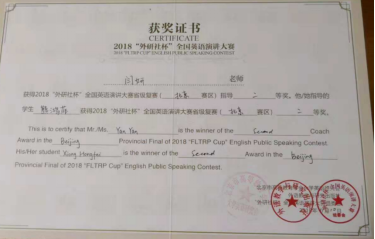 获奖证书
CERTIFICATE
2018“外研社杯”全国英语演讲大赛
2018 "FLTRP CUP" ENGLISH PUBLIC SPEAKING CONTEST
闫妍 老师
获得2018“外研社杯”全国英语演讲大赛省级复赛（北京 赛区）指导 二 等奖。他/她指导的
学生 获得2018“外研社杯”全国英语演讲大赛省级复赛（北京 赛区）二 等奖。
This is to certify that Mr./Ms. Yan Yan is the winner of the Second Coach
Award in the Beijing Provincial Final of 2018 "FLTRP Cup" English Public Speaking Contest.
His/Her student is the winner of the Second Award in the Beijing
Provincial Final of 2018 "FLTRP Cup" English Public Speaking Contest.